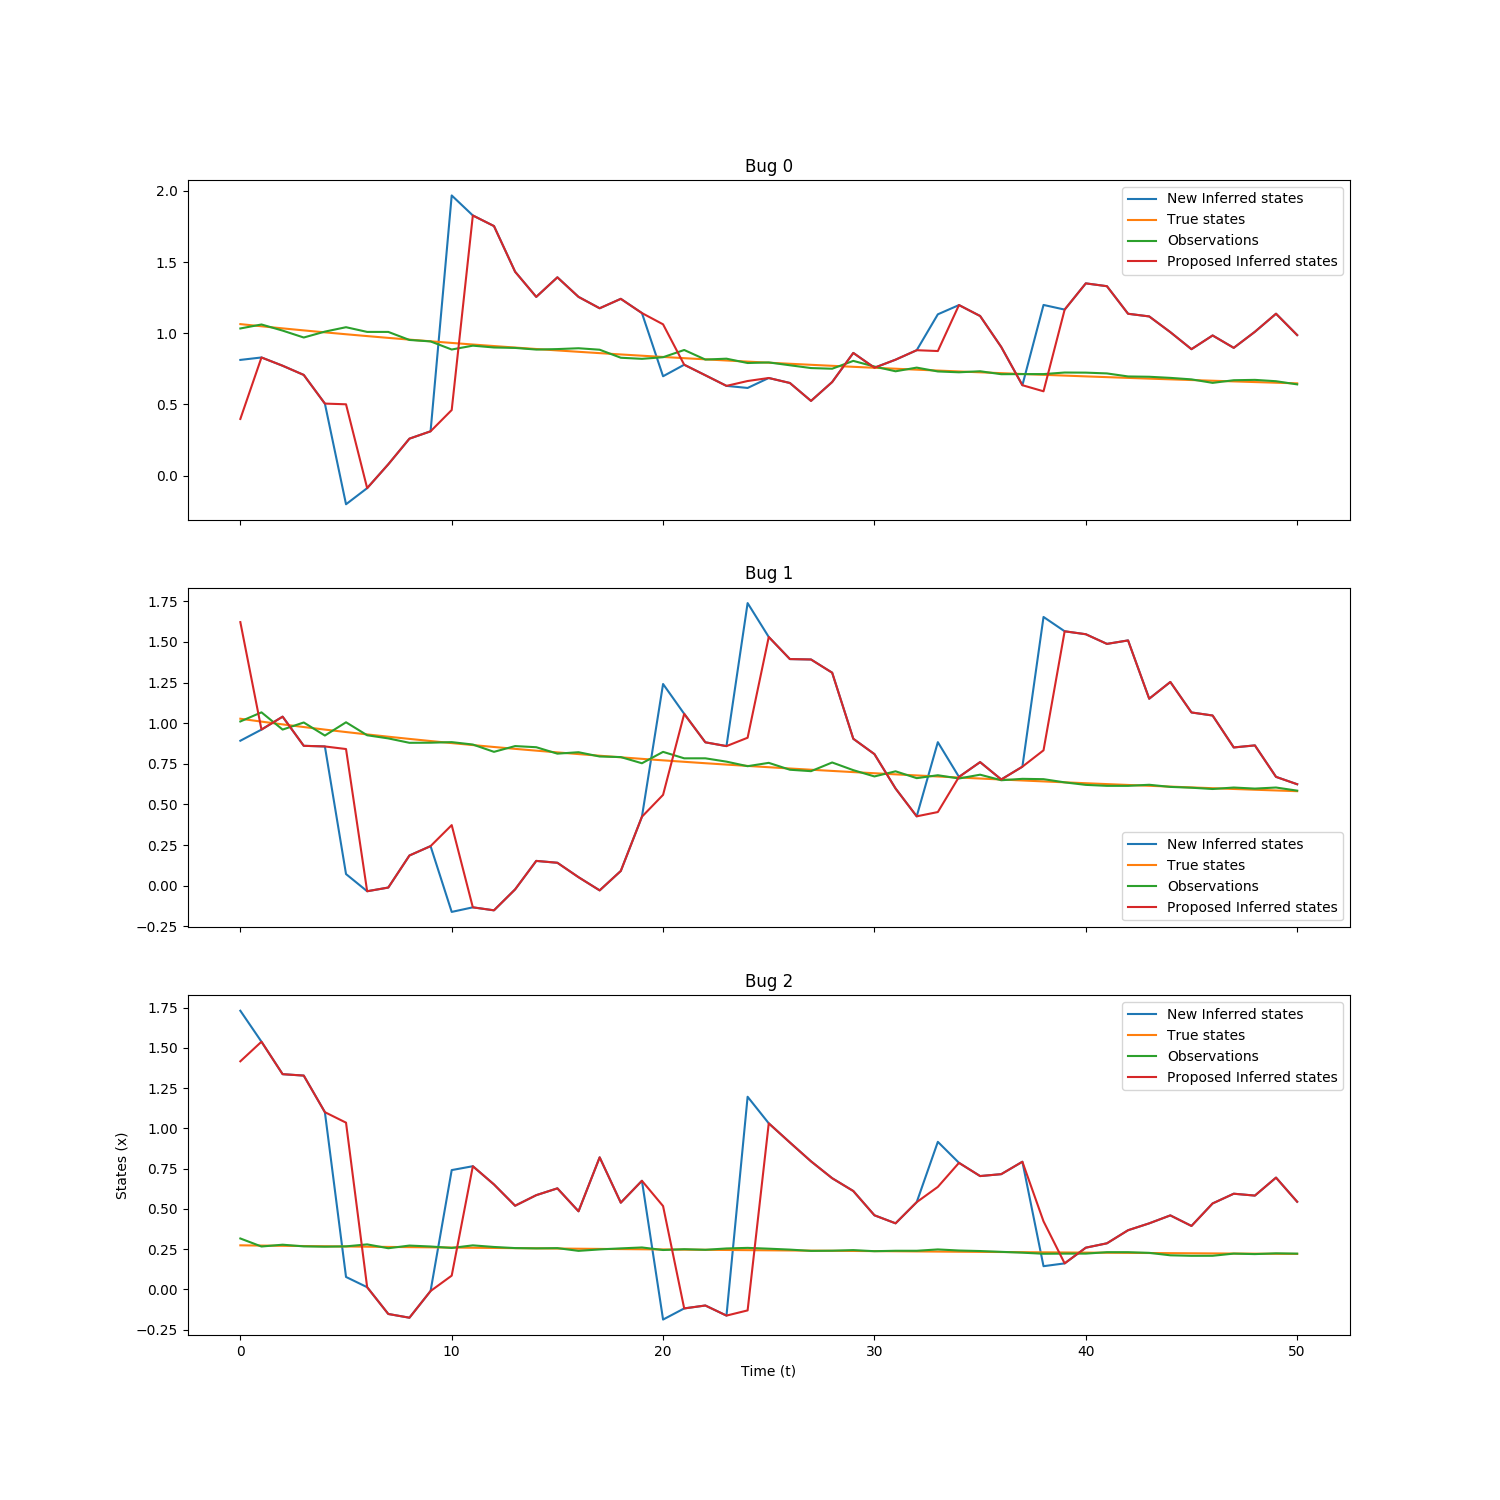 Bug 0
2.0
1.5
1.0
0.5
0.0
New Inferred states
True states
Observations
Proposed Inferred states
Bug 1
1.75
1.50
1.25
1.00
0.75
0.50
0.25
0.00
−0.25
New Inferred states
True states
Observations
Proposed Inferred states
Bug 2
States (x)
1.75
1.50
1.25
1.00
0.75
0.50
0.25
0.00
−0.25
New Inferred states
True states
Observations
Proposed Inferred states
0 10 20 30 40 50
Time (t)